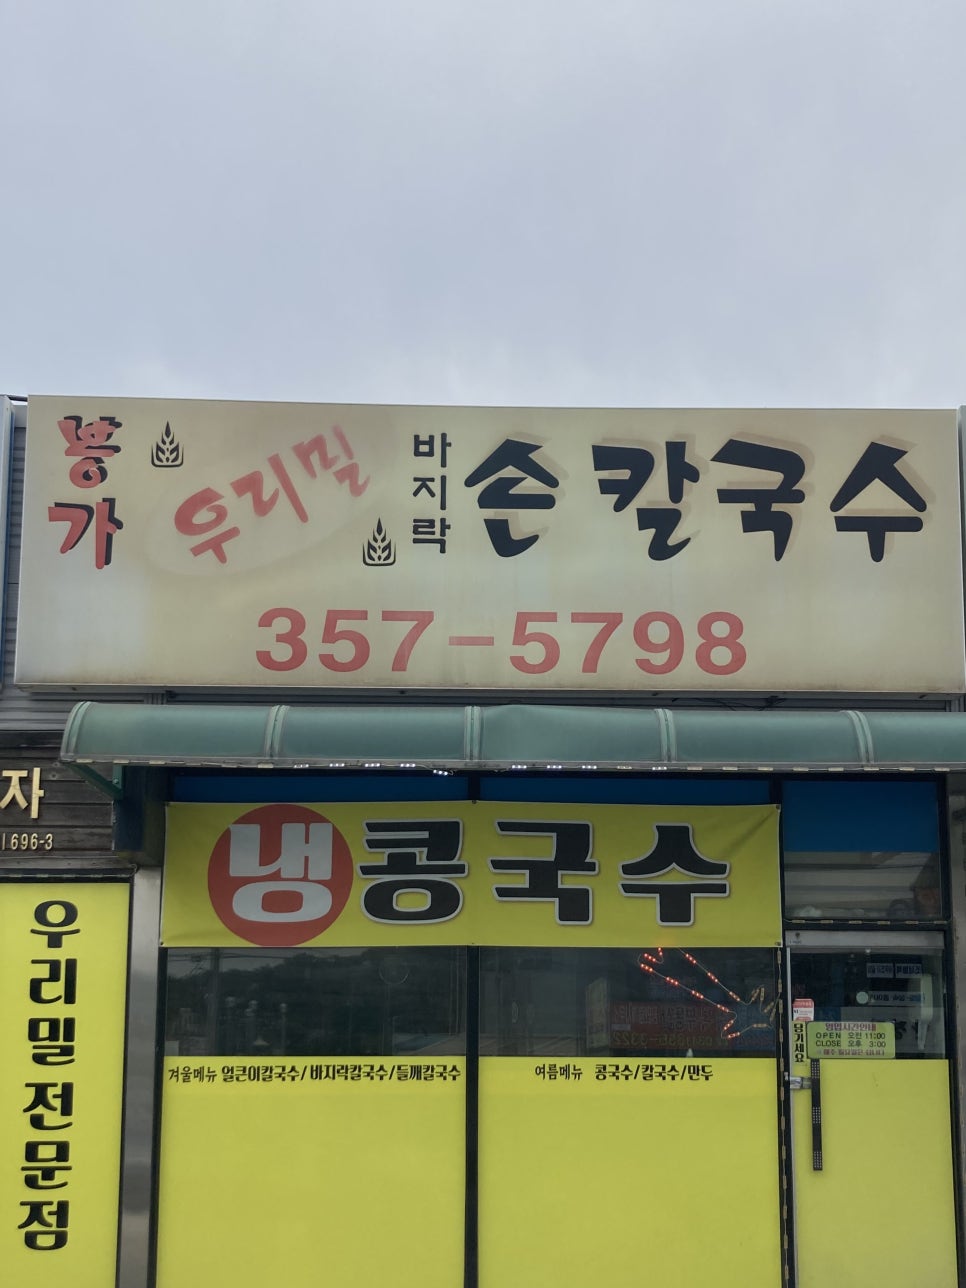 봉가
우리밀
바지락
손칼국수
357-5798
냉콩국수
자
696-3
우리밀전문점
겨울메뉴 얼큰이칼국수/바지락칼국수/들깨칼국수
여름메뉴 콩국수/칼국수/만두
당기세요
영업시간안내
OPEN 오전 11:00
CLOSE 오후 3:00